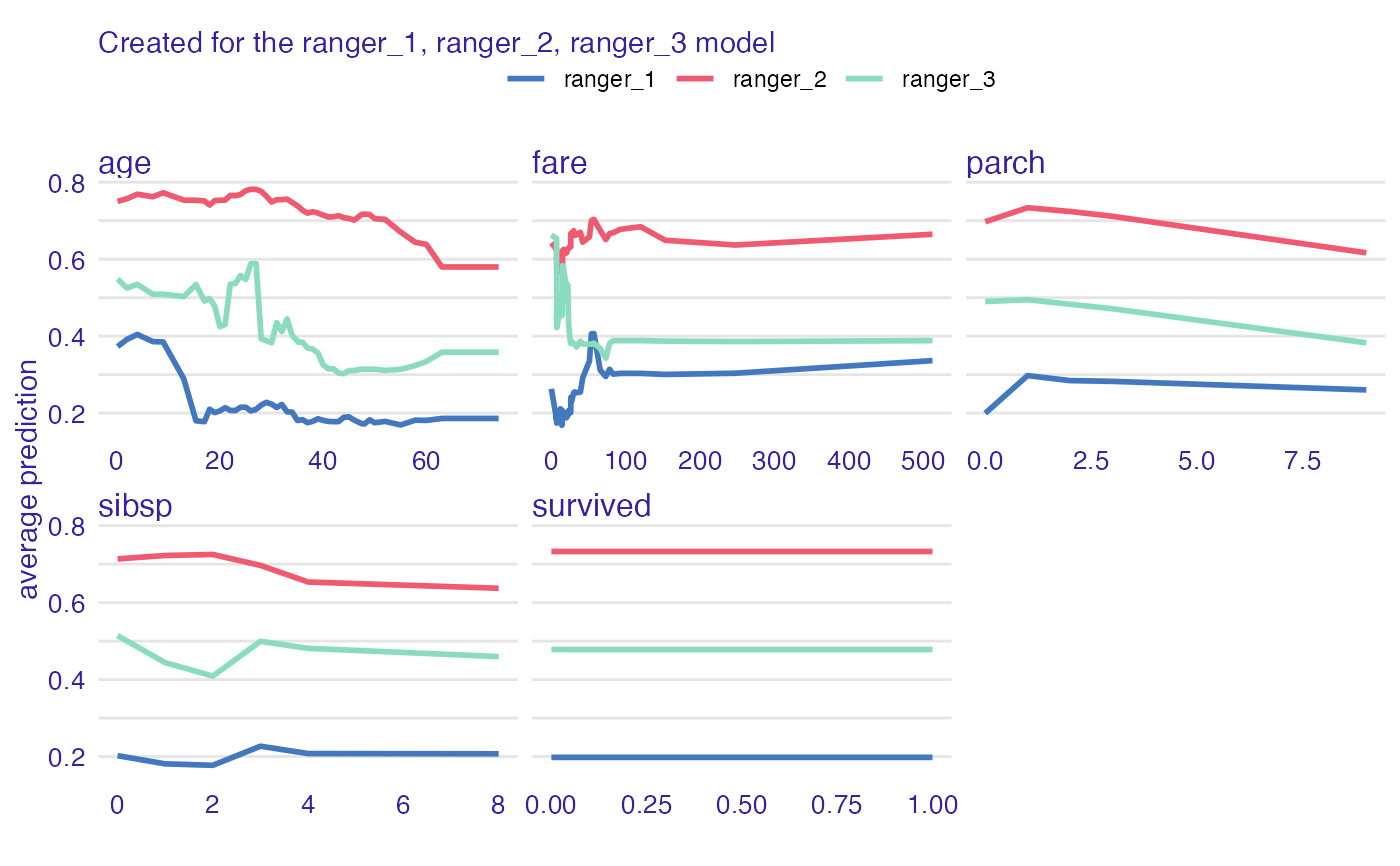 Created for the ranger_1, ranger_2, ranger_3 model
ranger_1 ranger_2 ranger_3
average prediction
age fare parch
0.8
0.6
0.4
0.2
0 20 40 60 0 100 200 300 400 500 0.0 2.5 5.0 7.5
sibsp survived
0.8
0.6
0.4
0.2
0 2 4 6 8 0.00 0.25 0.50 0.75 1.00